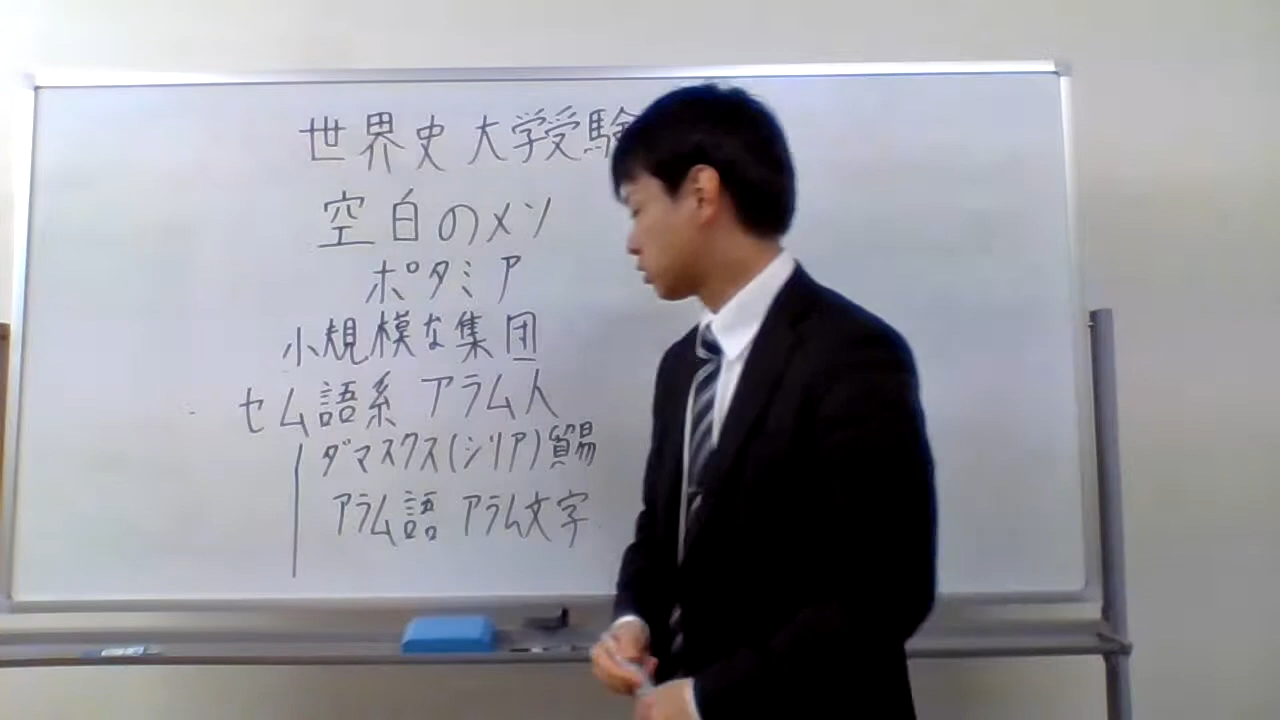 世界史 大学受験
空白のメソ
ポタミア
小規模な集団
セム語系 アラム人
ダマスクス(シリア)貿易
アラム語 アラム文字